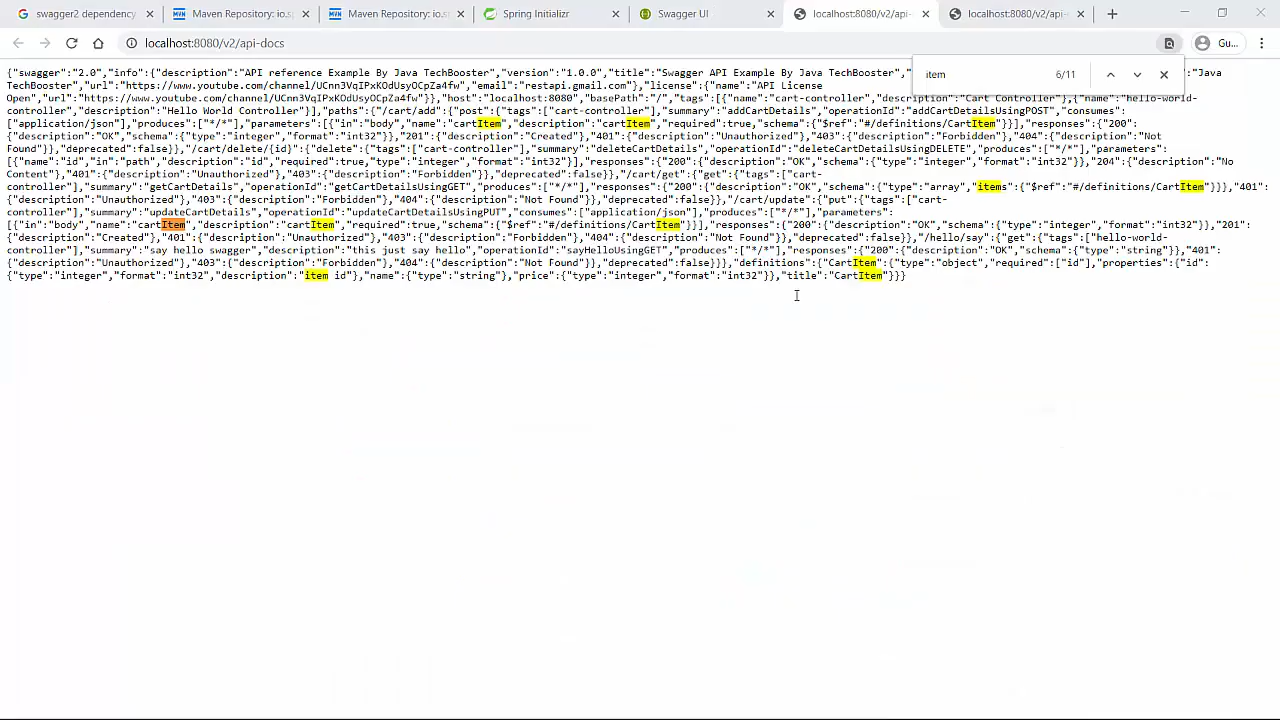 swagger2 dependency
Maven Repository: io.sp
Maven Repository: io.sp
Spring Initializr
Swagger UI
localhost:8080/v2/api-
localhost:8080/v2/api-
localhost:8080/v2/api-docs
Gu...
item 6/11
{"swagger":"2.0","info":{"description":"API reference Example By Java TechBooster","version":"1.0.0","title":"Swagger API Example By Java TechBooster","
"Java
TechBooster","url":"https://www.youtube.com/channel/UCnn3VqIPxKOdUsyOCpZa4fw","email":"restapi.gmail.com"},"license":{"name":"API License
Open","url":"https://www.youtube.com/channel/UCnn3VqIPxKOdUsyOCpZa4fw"}},"host":"localhost:8080","basePath":"/","tags":[{"name":"cart-controller","description":"Cart Controller"},{"name":"hello-world-
controller","description":"Hello World Controller"}],"paths":{"/cart/add":{"post":{"tags":["cart-controller"],"summary":"addCartDetails","operationId":"addCartDetailsUsingPOST","consumes":
["application/json"],"produces":["*/*"],"parameters":[{"in":"body","name":"cartItem","description":"cartItem","required":true,"schema":{"$ref":"#/definitions/CartItem"}}],"responses":{"200":
{"description":"OK","schema":{"type":"integer","format":"int32"}},"201":{"description":"Created"},"401":{"description":"Unauthorized"},"403":{"description":"Forbidden"},"404":{"description":"Not
Found"}},"deprecated":false}},"/cart/delete/{id}":{"delete":{"tags":["cart-controller"],"summary":"deleteCartDetails","operationId":"deleteCartDetailsUsingDELETE","produces":["*/*"],"parameters":
[{"name":"id","in":"path","description":"id","required":true,"type":"integer","format":"int32"}],"responses":{"200":{"description":"OK","schema":{"type":"integer","format":"int32"}},"204":{"description":"No
Content"},"401":{"description":"Unauthorized"},"403":{"description":"Forbidden"}},"deprecated":false}},"/cart/get":{"get":{"tags":["cart-
controller"],"summary":"getCartDetails","operationId":"getCartDetailsUsingGET","produces":["*/*"],"responses":{"200":{"description":"OK","schema":{"type":"array","items":{"$ref":"#/definitions/CartItem"}}},"401":
{"description":"Unauthorized"},"403":{"description":"Forbidden"},"404":{"description":"Not Found"}},"deprecated":false}},"/cart/update":{"put":{"tags":["cart-
controller"],"summary":"updateCartDetails","operationId":"updateCartDetailsUsingPUT","consumes":["application/json"],"produces":["*/*"],"parameters":
[{"in":"body","name":"cartItem","description":"cartItem","required":true,"schema":{"$ref":"#/definitions/CartItem"}}],"responses":{"200":{"description":"OK","schema":{"type":"integer","format":"int32"}},"201":
{"description":"Created"},"401":{"description":"Unauthorized"},"403":{"description":"Forbidden"},"404":{"description":"Not Found"}},"deprecated":false}},"/hello/say":{"get":{"tags":["hello-world-
controller"],"summary":"say hello swagger","description":"this just say hello","operationId":"sayHelloUsingGET","produces":["*/*"],"responses":{"200":{"description":"OK","schema":{"type":"string"}},"401":
{"description":"Unauthorized"},"403":{"description":"Forbidden"},"404":{"description":"Not Found"}},"deprecated":false}}},"definitions":{"CartItem":{"type":"object","required":["id"],"properties":{"id":
{"type":"integer","format":"int32","description":"item id"},"name":{"type":"string"},"price":{"type":"integer","format":"int32"}},"title":"CartItem"}}}